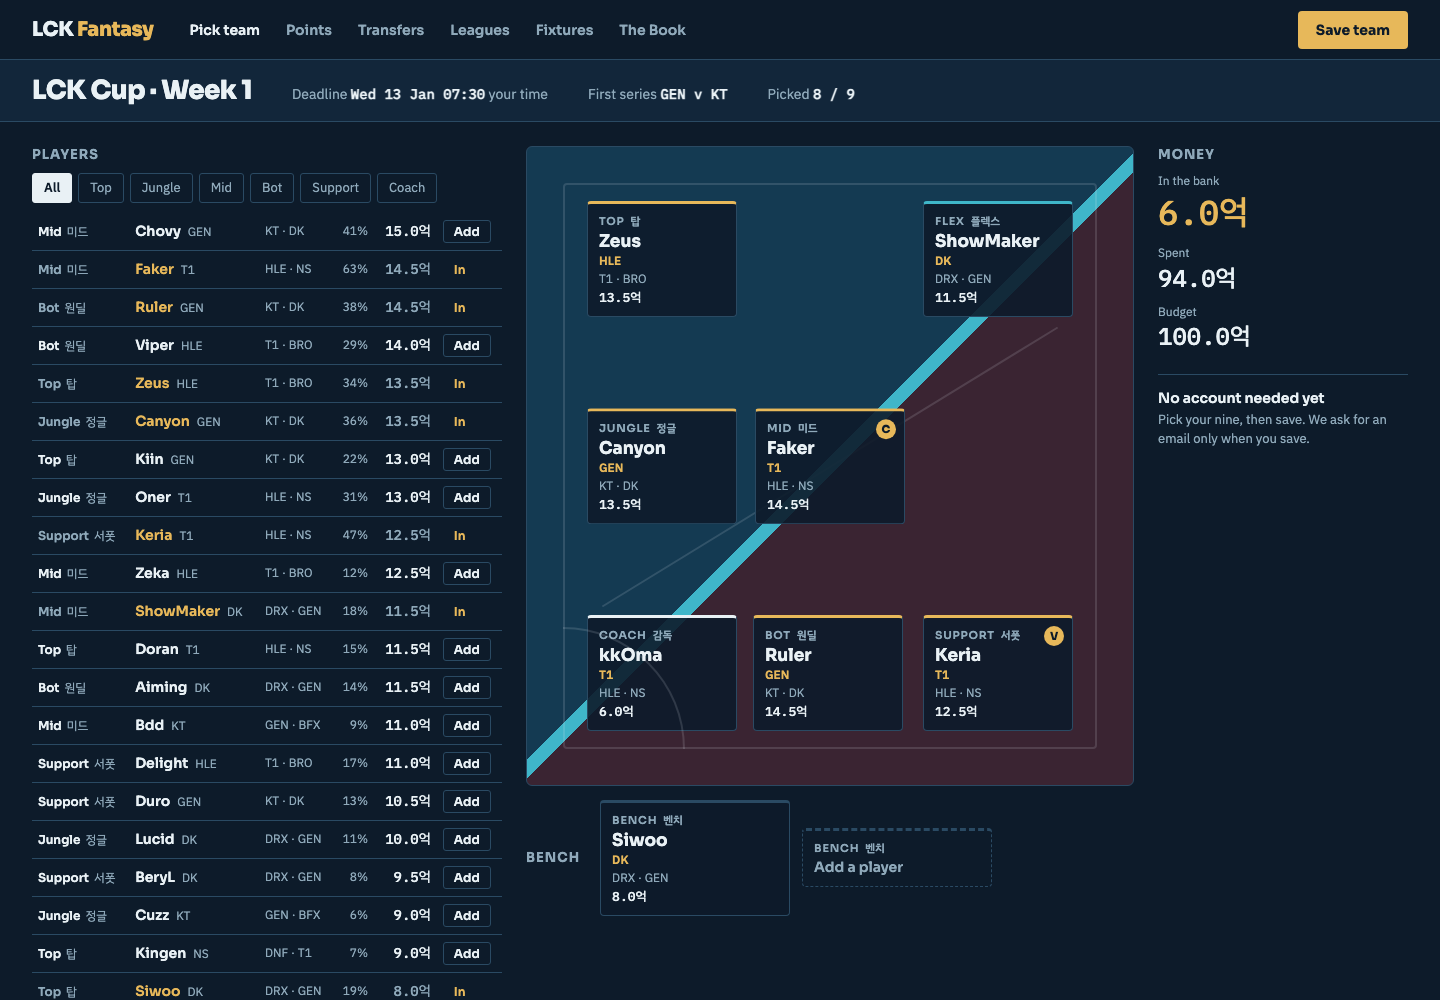 LCK Fantasy Pick team Points Transfers Leagues Fixtures The Book Save team
LCK Cup · Week 1 Deadline Wed 13 Jan 07:30 your time First series GEN v KT Picked 8 / 9
PLAYERS
All Top Jungle Mid Bot Support Coach
Mid 미드 Chovy GEN KT · DK 41% 15.0억 Add
Mid 미드 Faker T1 HLE · NS 63% 14.5억 In
Bot 원딜 Ruler GEN KT · DK 38% 14.5억 In
Bot 원딜 Viper HLE T1 · BRO 29% 14.0억 Add
Top 탑 Zeus HLE T1 · BRO 34% 13.5억 In
Jungle 정글 Canyon GEN KT · DK 36% 13.5억 In
Top 탑 Kiin GEN KT · DK 22% 13.0억 Add
Jungle 정글 Oner T1 HLE · NS 31% 13.0억 Add
Support 서폿 Keria T1 HLE · NS 47% 12.5억 In
Mid 미드 Zeka HLE T1 · BRO 12% 12.5억 Add
Mid 미드 ShowMaker DK DRX · GEN 18% 11.5억 In
Top 탑 Doran T1 HLE · NS 15% 11.5억 Add
Bot 원딜 Aiming DK DRX · GEN 14% 11.5억 Add
Mid 미드 Bdd KT GEN · BFX 9% 11.0억 Add
Support 서폿 Delight HLE T1 · BRO 17% 11.0억 Add
Support 서폿 Duro GEN KT · DK 13% 10.5억 Add
Jungle 정글 Lucid DK DRX · GEN 11% 10.0억 Add
Support 서폿 BeryL DK DRX · GEN 8% 9.5억 Add
Jungle 정글 Cuzz KT GEN · BFX 6% 9.0억 Add
Top 탑 Kingen NS DNF · T1 7% 9.0억 Add
Top 탑 Siwoo DK DRX · GEN 19% 8.0억 In
TOP 탑
Zeus
HLE
T1 · BRO
13.5억
FLEX 플렉스
ShowMaker
DK
DRX · GEN
11.5억
JUNGLE 정글
Canyon
GEN
KT · DK
13.5억
MID 미드 C
Faker
T1
HLE · NS
14.5억
COACH 감독
kkOma
T1
HLE · NS
6.0억
BOT 원딜
Ruler
GEN
KT · DK
14.5억
SUPPORT 서폿 V
Keria
T1
HLE · NS
12.5억
BENCH
BENCH 벤치
Siwoo
DK
DRX · GEN
8.0억
BENCH 벤치
Add a player
MONEY
In the bank
6.0억
Spent
94.0억
Budget
100.0억
No account needed yet
Pick your nine, then save. We ask for an
email only when you save.